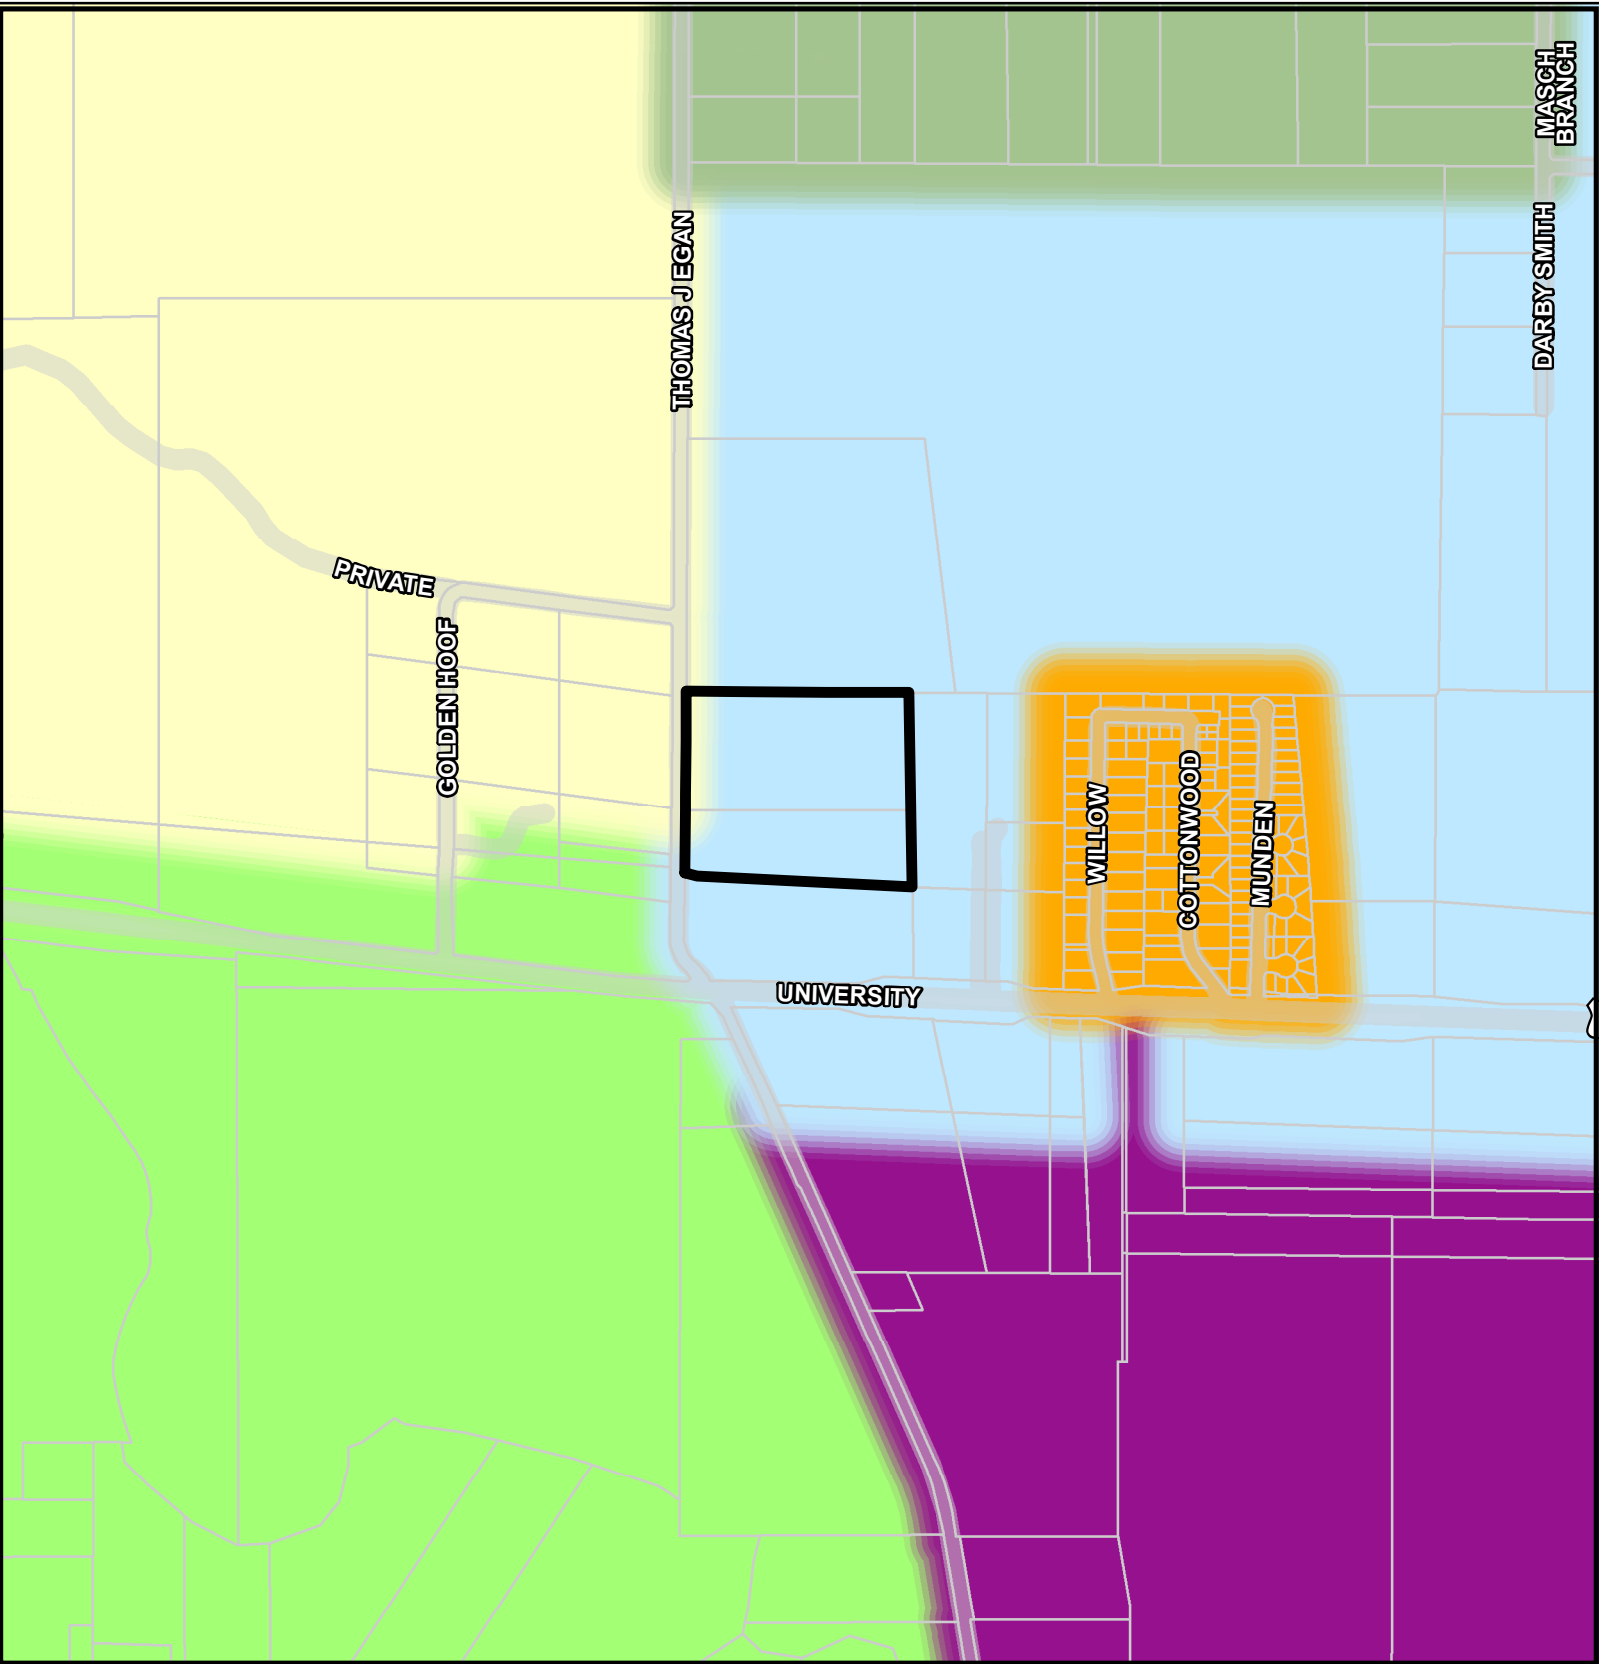 MASCH
BRANCH
THOMAS J EGAN
DARBY SMITH
PRIVATE
GOLDEN HOOF
WILLOW
COTTONWOOD
MUNDEN
UNIVERSITY